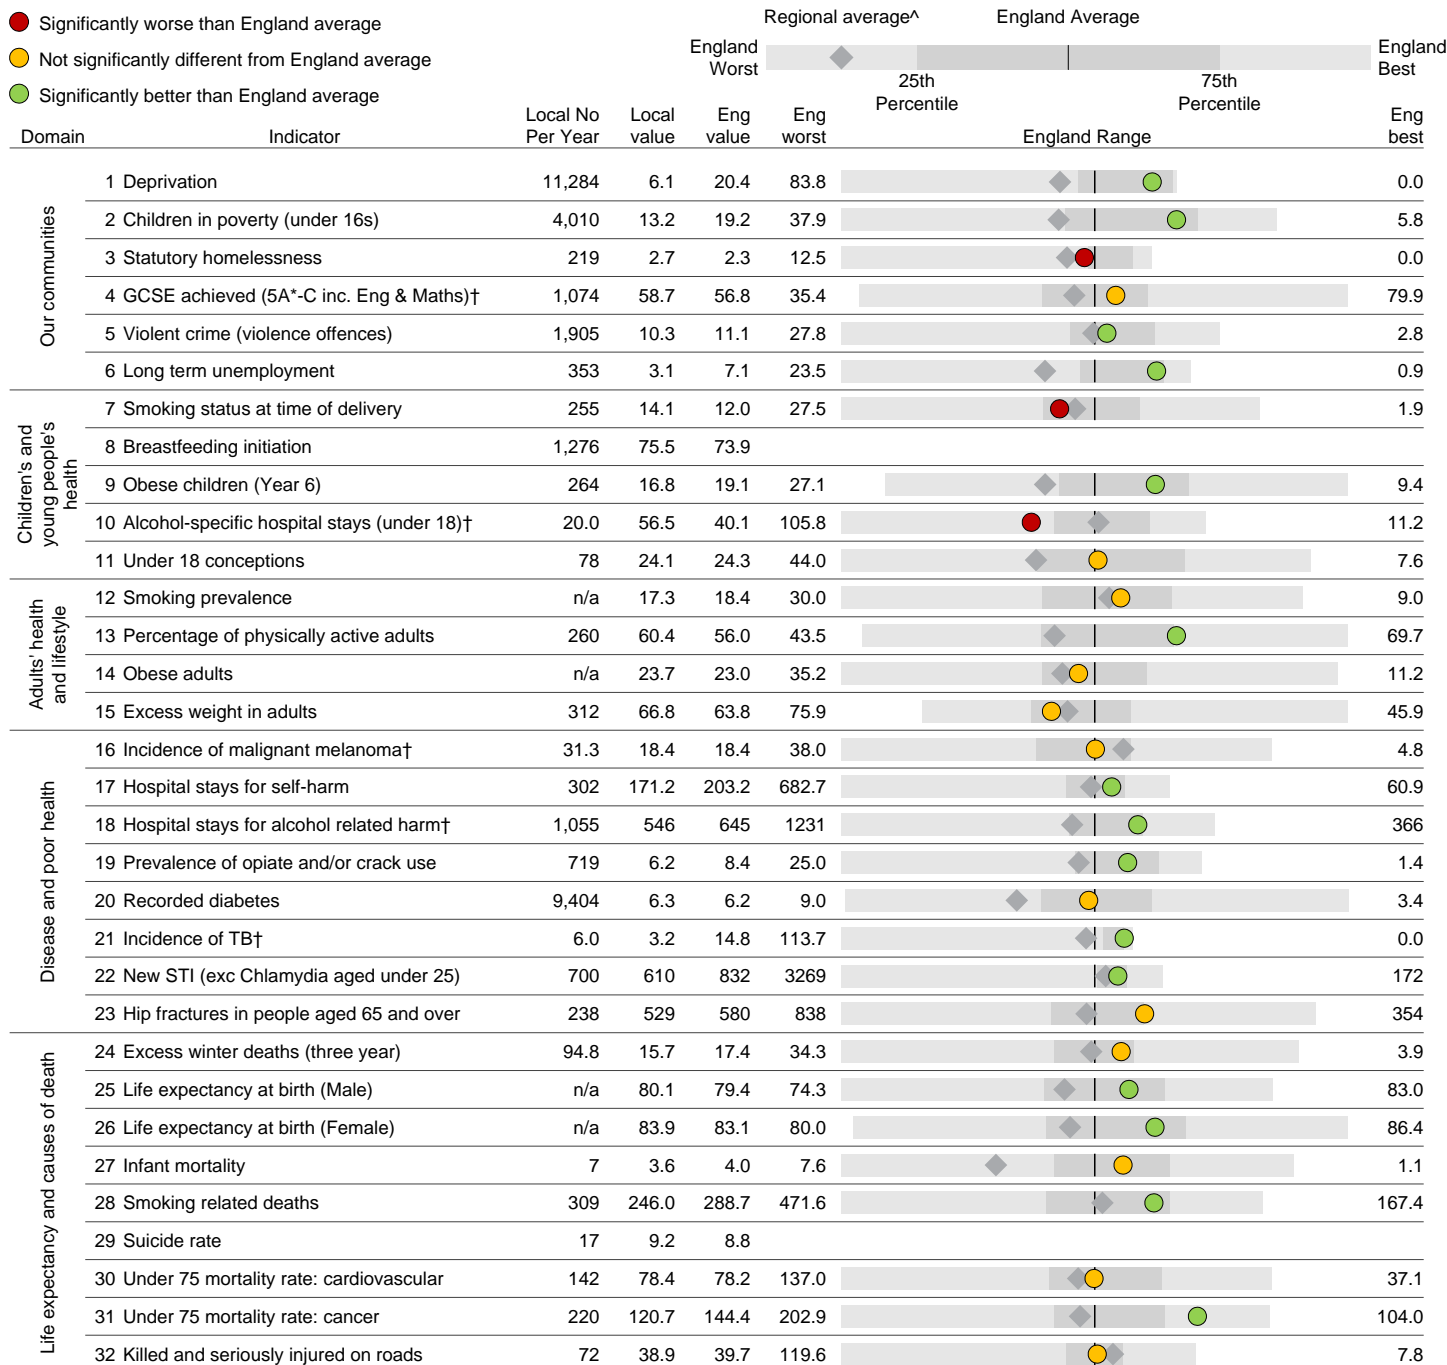 Significantly worse than England average
Not significantly different from England average
Significantly better than England average
Regional average^ England Average
England Worst
England Best
25th Percentile
75th Percentile
Domain Indicator Local No Per Year Local value Eng value Eng worst England Range Eng best
Our communities
1 Deprivation 11,284 6.1 20.4 83.8 0.0
2 Children in poverty (under 16s) 4,010 13.2 19.2 37.9 5.8
3 Statutory homelessness 219 2.7 2.3 12.5 0.0
4 GCSE achieved (5A*-C inc. Eng & Maths)† 1,074 58.7 56.8 35.4 79.9
5 Violent crime (violence offences) 1,905 10.3 11.1 27.8 2.8
6 Long term unemployment 353 3.1 7.1 23.5 0.9
Children's and young people's health
7 Smoking status at time of delivery 255 14.1 12.0 27.5 1.9
8 Breastfeeding initiation 1,276 75.5 73.9
9 Obese children (Year 6) 264 16.8 19.1 27.1 9.4
10 Alcohol-specific hospital stays (under 18)† 20.0 56.5 40.1 105.8 11.2
11 Under 18 conceptions 78 24.1 24.3 44.0 7.6
Adults' health and lifestyle
12 Smoking prevalence n/a 17.3 18.4 30.0 9.0
13 Percentage of physically active adults 260 60.4 56.0 43.5 69.7
14 Obese adults n/a 23.7 23.0 35.2 11.2
15 Excess weight in adults 312 66.8 63.8 75.9 45.9
Disease and poor health
16 Incidence of malignant melanoma† 31.3 18.4 18.4 38.0 4.8
17 Hospital stays for self-harm 302 171.2 203.2 682.7 60.9
18 Hospital stays for alcohol related harm† 1,055 546 645 1231 366
19 Prevalence of opiate and/or crack use 719 6.2 8.4 25.0 1.4
20 Recorded diabetes 9,404 6.3 6.2 9.0 3.4
21 Incidence of TB† 6.0 3.2 14.8 113.7 0.0
22 New STI (exc Chlamydia aged under 25) 700 610 832 3269 172
23 Hip fractures in people aged 65 and over 238 529 580 838 354
Life expectancy and causes of death
24 Excess winter deaths (three year) 94.8 15.7 17.4 34.3 3.9
25 Life expectancy at birth (Male) n/a 80.1 79.4 74.3 83.0
26 Life expectancy at birth (Female) n/a 83.9 83.1 80.0 86.4
27 Infant mortality 7 3.6 4.0 7.6 1.1
28 Smoking related deaths 309 246.0 288.7 471.6 167.4
29 Suicide rate 17 9.2 8.8
30 Under 75 mortality rate: cardiovascular 142 78.4 78.2 137.0 37.1
31 Under 75 mortality rate: cancer 220 120.7 144.4 202.9 104.0
32 Killed and seriously injured on roads 72 38.9 39.7 119.6 7.8